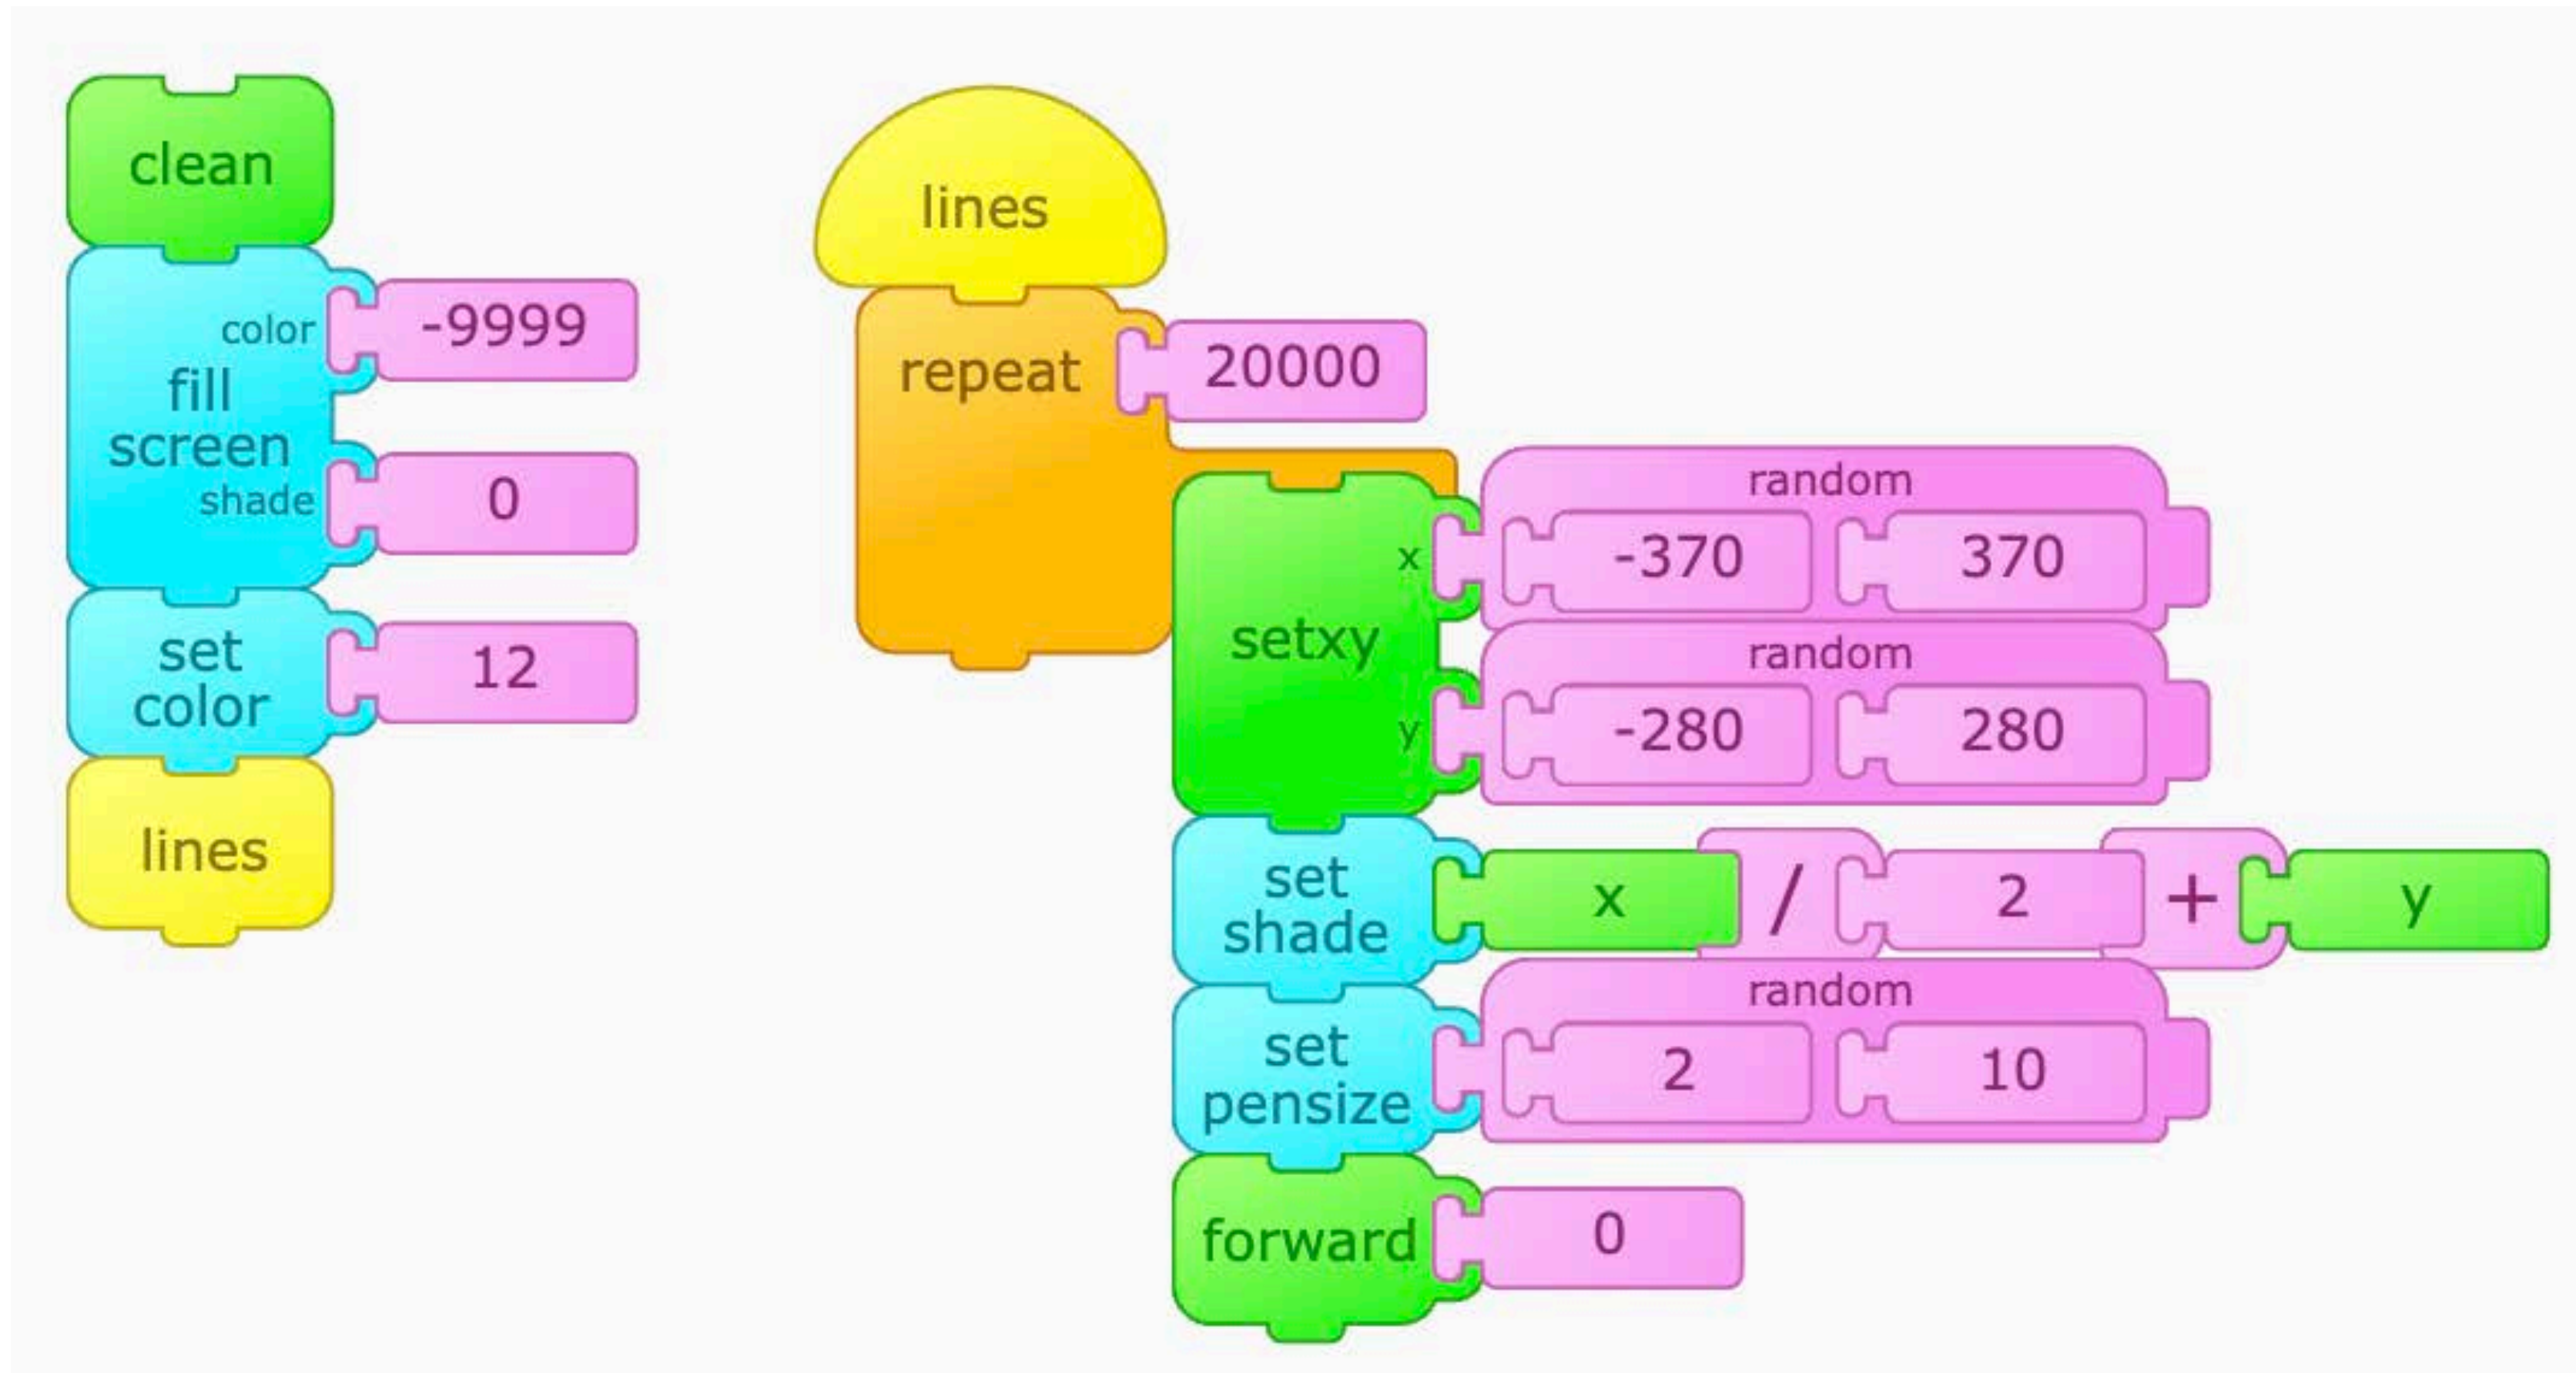 clean
color -9999
fill
screen
shade 0
set
color 12
lines
lines
repeat 20000
random
x -370 370
setxy
random
y -280 280
set
shade x / 2 + y
random
set
pensize 2 10
forward 0